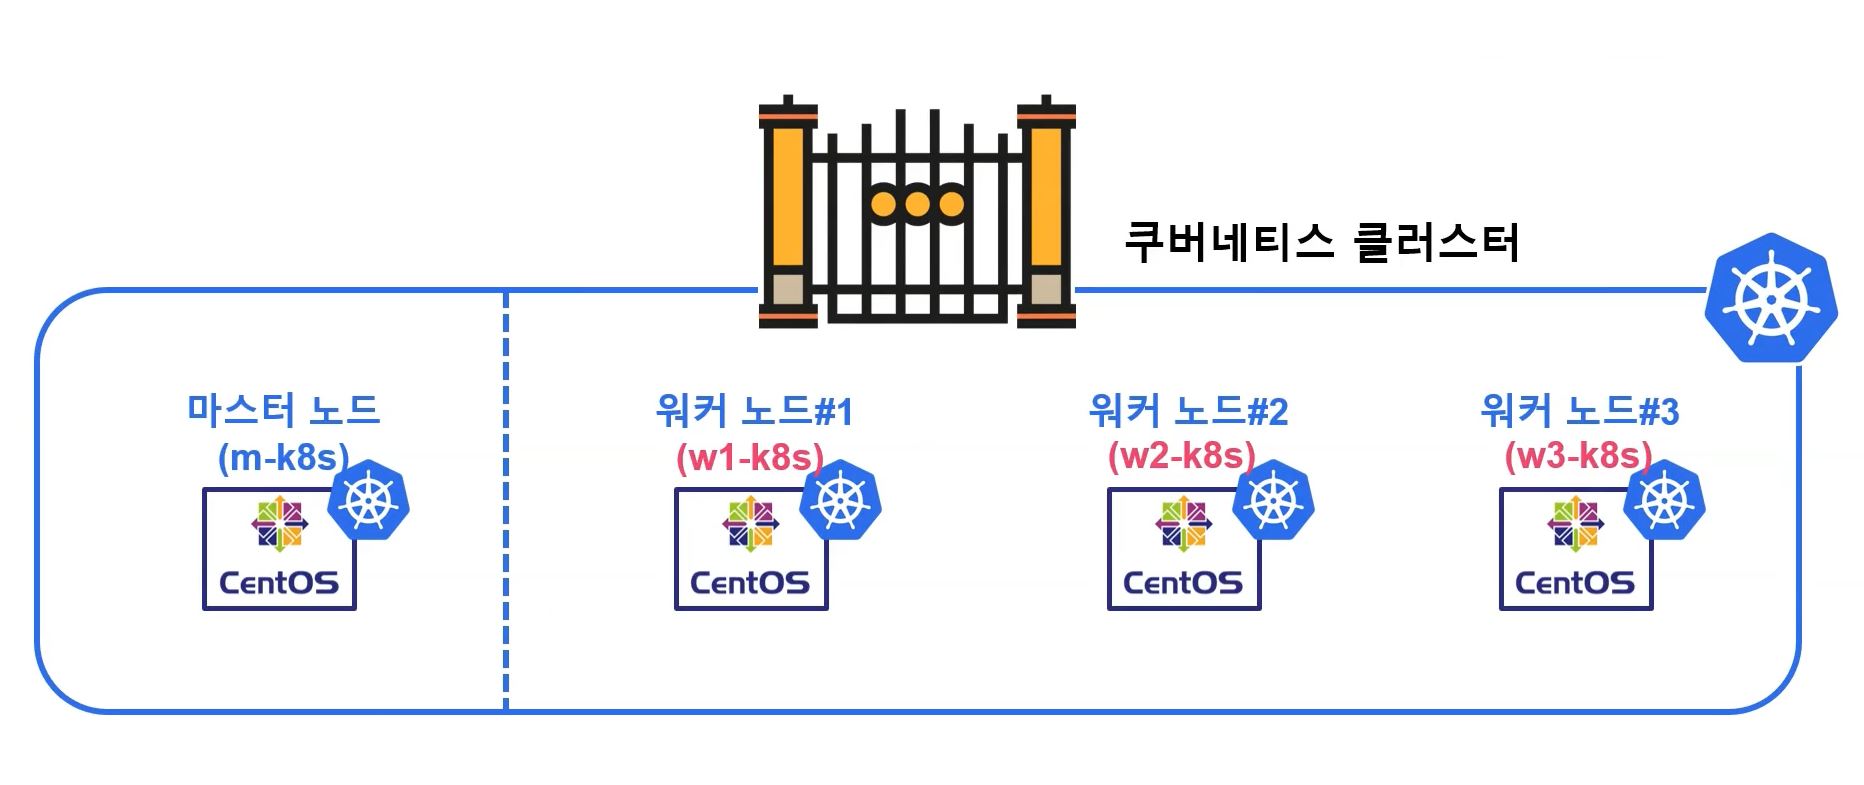 쿠버네티스 클러스터
마스터 노드
(m-k8s)
CentOS
워커 노드#1
(w1-k8s)
CentOS
워커 노드#2
(w2-k8s)
CentOS
워커 노드#3
(w3-k8s)
CentOS